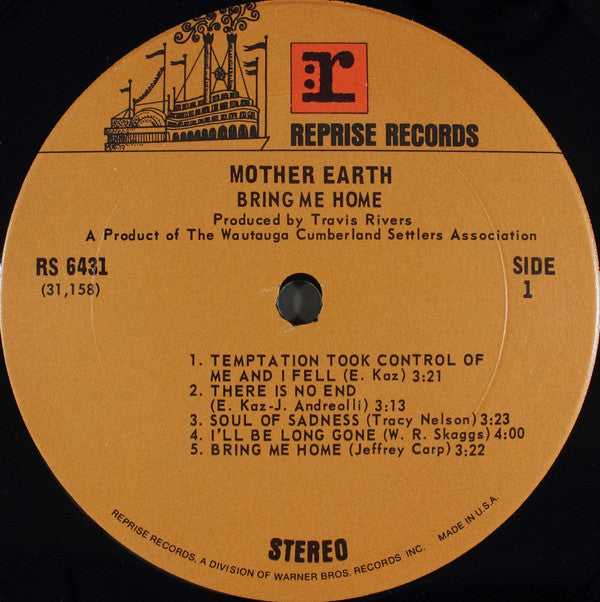 r
REPRISE RECORDS
MOTHER EARTH
BRING ME HOME
Produced by Travis Rivers
A Product of The Wautauga Cumberland Settlers Association
RS 6431
(31,158)
SIDE
1
1. TEMPTATION TOOK CONTROL OF
ME AND I FELL (E. Kaz) 3:21
2. THERE IS NO END
(E. Kaz-J. Andreolli) 3:13
3. SOUL OF SADNESS (Tracy Nelson) 3:23
4. I'LL BE LONG GONE (W. R. Skaggs) 4:00
5. BRING ME HOME (Jeffrey Carp) 3:22
STEREO
REPRISE RECORDS, A DIVISION OF WARNER BROS. RECORDS INC. MADE IN U.S.A.